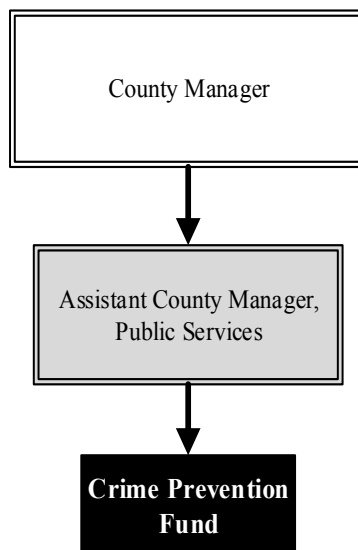 County Manager
Assistant County Manager,
Public Services
Crime Prevention
Fund